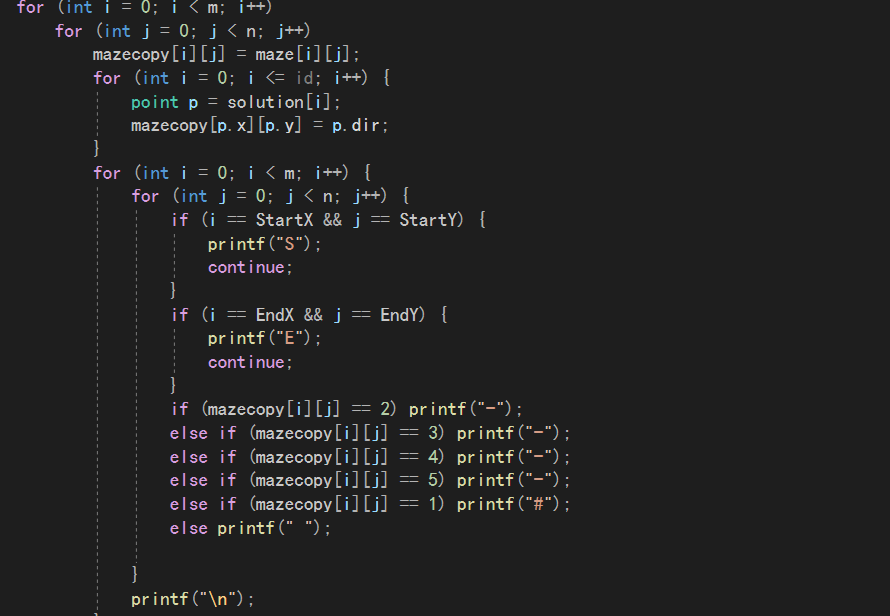 for (int i = 0; i < m; i++)
for (int j = 0; j < n; j++)
mazecopy[i][j] = maze[i][j];
for (int i = 0; i <= id; i++) {
point p = solution[i];
mazecopy[p.x][p.y] = p.dir;
}
for (int i = 0; i < m; i++) {
for (int j = 0; j < n; j++) {
if (i == StartX && j == StartY) {
printf("S");
continue;
}
if (i == EndX && j == EndY) {
printf("E");
continue;
}
if (mazecopy[i][j] == 2) printf("-");
else if (mazecopy[i][j] == 3) printf("-");
else if (mazecopy[i][j] == 4) printf("-");
else if (mazecopy[i][j] == 5) printf("-");
else if (mazecopy[i][j] == 1) printf("#");
else printf(" ");
}
printf("\n");